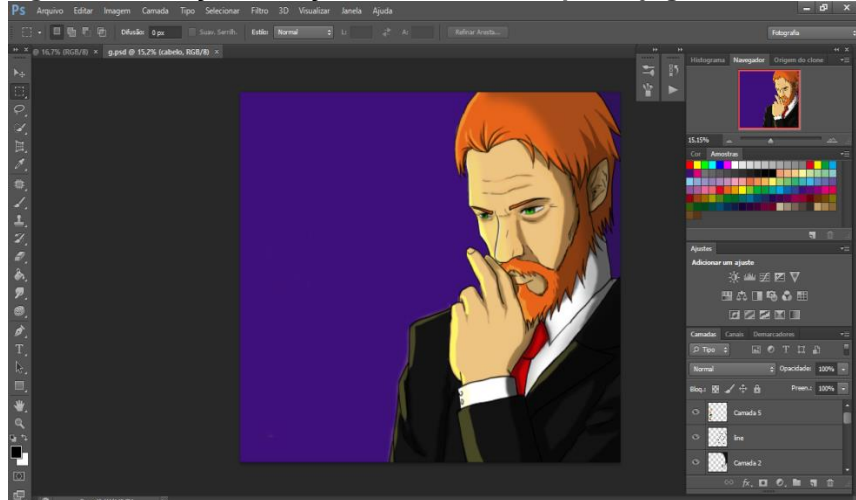 Ps Arquivo Editar Imagem Camada Tipo Selecionar Filtro 3D Visualizar Janela Ajuda
Difusão: 0 px Suav. Serrilh. Estilo: Normal L: A: Refinar Aresta... Fotografia
@ 16,7% (RGB/8) × g.psd @ 15,2% (cabelo, RGB/8) ×
Histograma Navegador Origem do clone
15,15%
Cor Amostras
Ajustes
Adicionar um ajuste
Camadas Canais Demarcadores
Tipo
Normal Opacidade: 100%
Bloq.: Preen.: 100%
Camada 5
line
Camada 2
fx